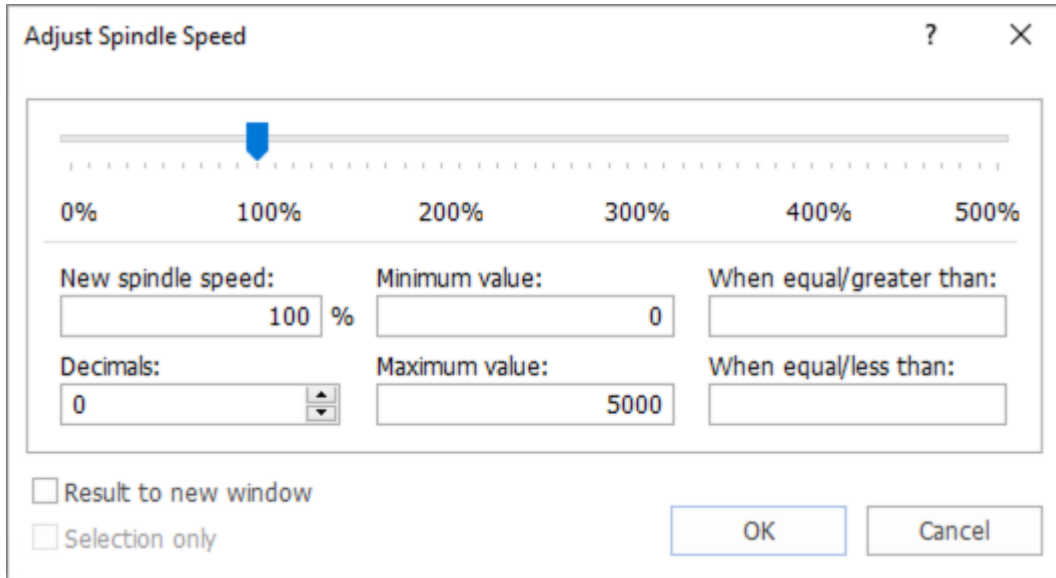 Adjust Spindle Speed ?
0% 100% 200% 300% 400% 500%
New spindle speed: Minimum value: When equal/greater than:
100 % 0
Decimals: Maximum value: When equal/less than:
0 5000
Result to new window
Selection only
OK Cancel